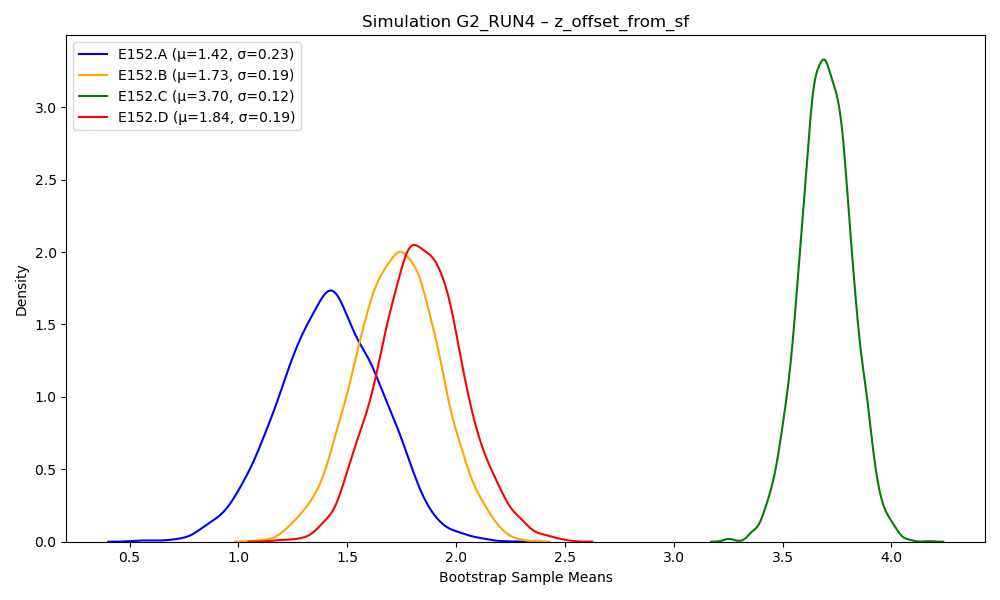 Simulation G2_RUN4 – z_offset_from_sf
E152.A (μ=1.42, σ=0.23)
E152.B (μ=1.73, σ=0.19)
E152.C (μ=3.70, σ=0.12)
E152.D (μ=1.84, σ=0.19)
Density
3.0
2.5
2.0
1.5
1.0
0.5
0.0
0.5 1.0 1.5 2.0 2.5 3.0 3.5 4.0
Bootstrap Sample Means